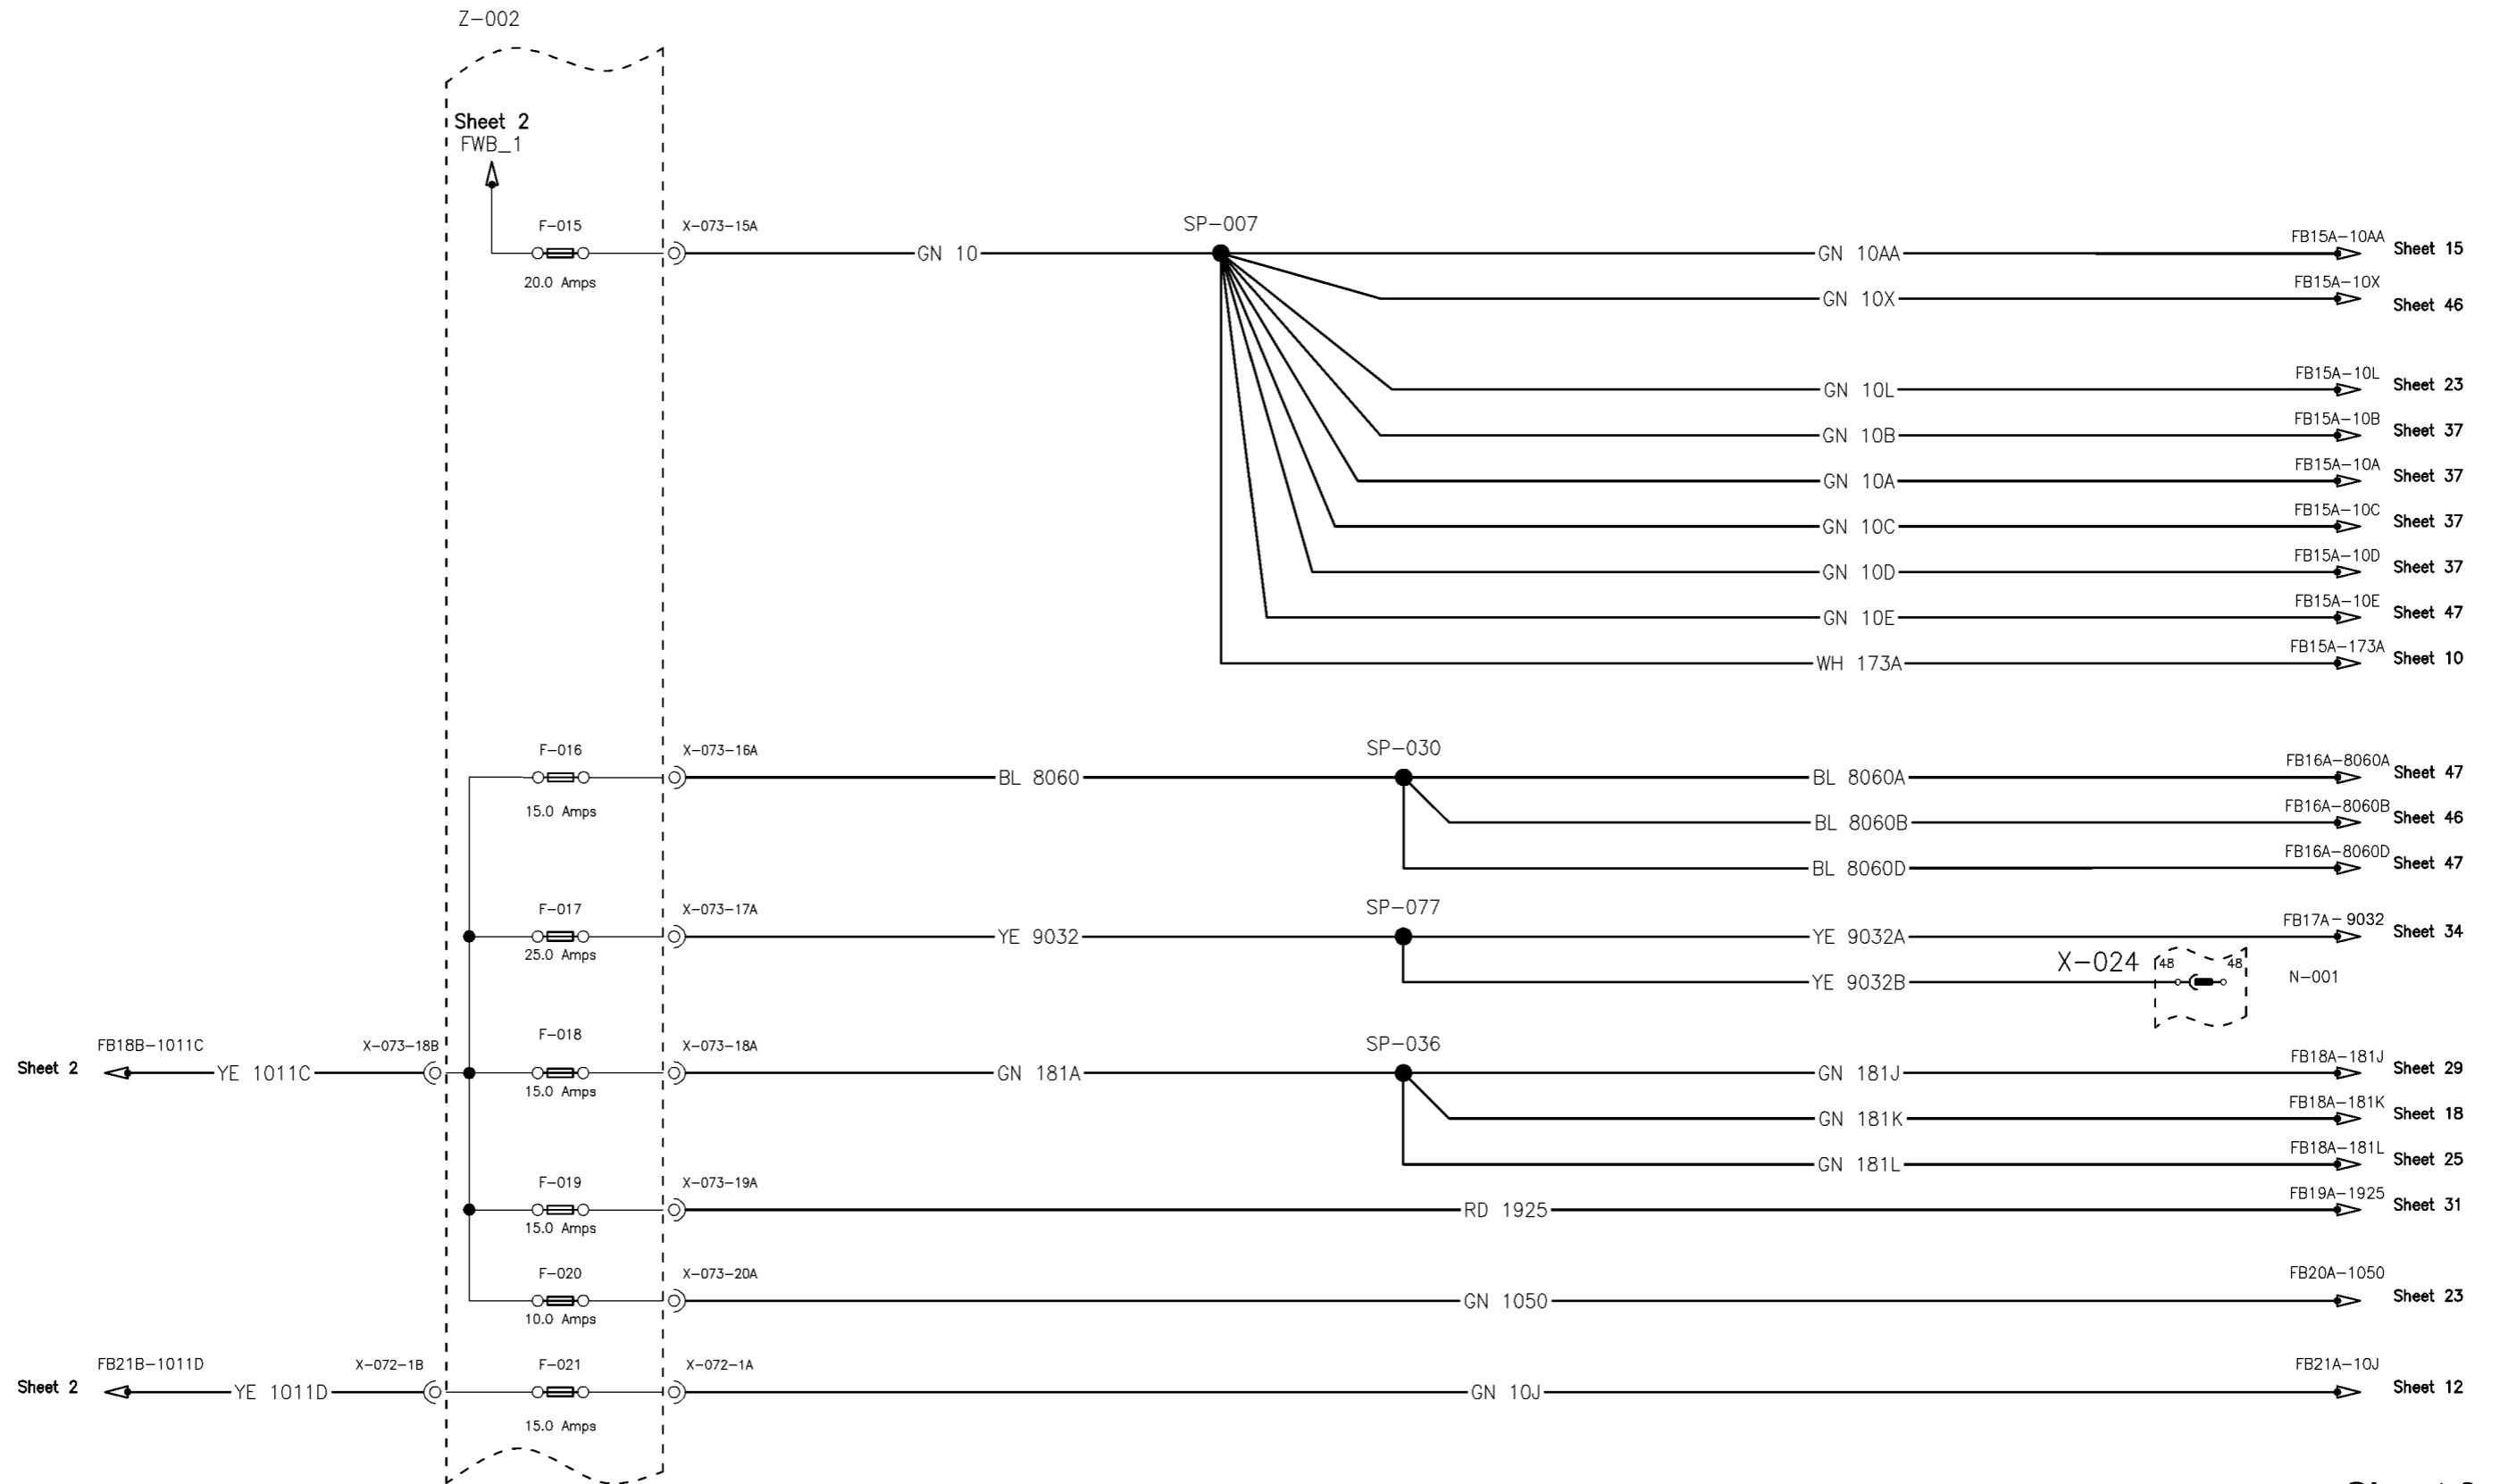 Z-002
Sheet 2
FWB_1
F-015
X-073-15A
SP-007
20.0 Amps
GN 10
GN 10AA
FB15A-10AA
Sheet 15
GN 10X
FB15A-10X
Sheet 46
GN 10L
FB15A-10L
Sheet 23
GN 10B
FB15A-10B
Sheet 37
GN 10A
FB15A-10A
Sheet 37
GN 10C
FB15A-10C
Sheet 37
GN 10D
FB15A-10D
Sheet 37
GN 10E
FB15A-10E
Sheet 47
WH 173A
FB15A-173A
Sheet 10
F-016
X-073-16A
SP-030
15.0 Amps
BL 8060
BL 8060A
FB16A-8060A
Sheet 47
BL 8060B
FB16A-8060B
Sheet 46
BL 8060D
FB16A-8060D
Sheet 47
F-017
X-073-17A
SP-077
25.0 Amps
YE 9032
YE 9032A
FB17A-9032
Sheet 34
YE 9032B
X-024
48
48
N-001
Sheet 2
FB18B-1011C
YE 1011C
X-073-18B
F-018
X-073-18A
SP-036
15.0 Amps
GN 181A
GN 181J
FB18A-181J
Sheet 29
GN 181K
FB18A-181K
Sheet 18
GN 181L
FB18A-181L
Sheet 25
F-019
X-073-19A
15.0 Amps
RD 1925
FB19A-1925
Sheet 31
F-020
X-073-20A
10.0 Amps
GN 1050
FB20A-1050
Sheet 23
Sheet 2
FB21B-1011D
YE 1011D
X-072-1B
F-021
X-072-1A
15.0 Amps
GN 10J
FB21A-10J
Sheet 12